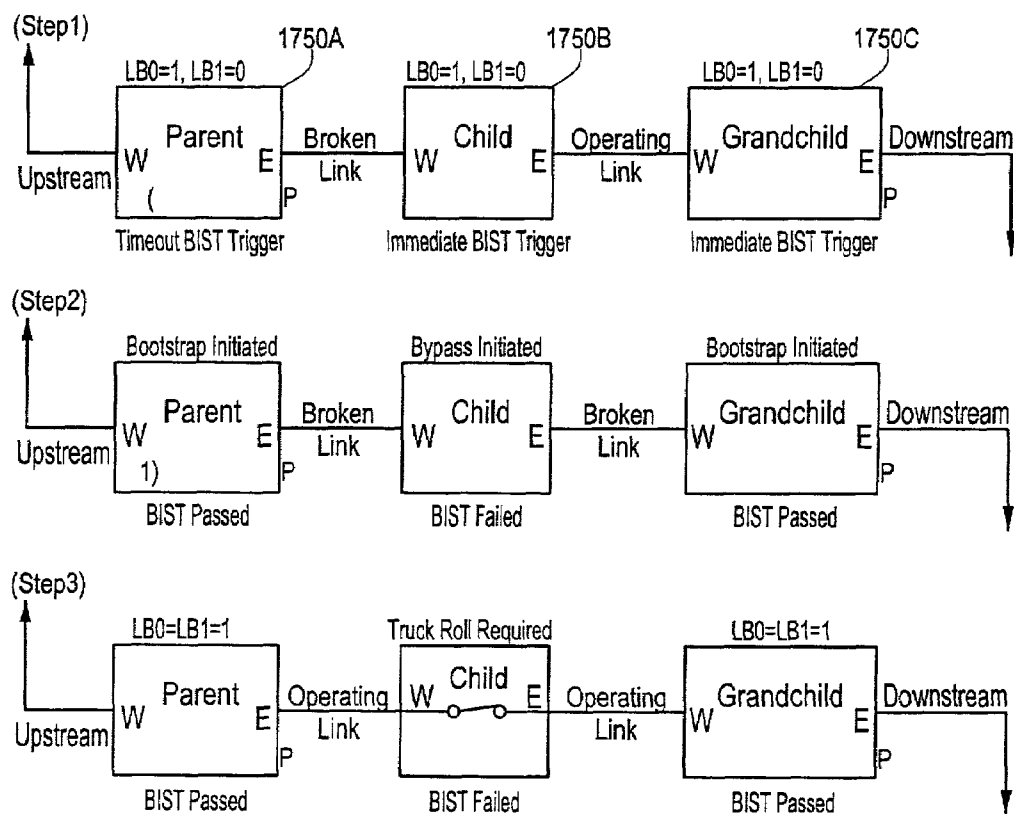 (Step1)
1750A
1750B
1750C
LB0=1, LB1=0
LB0=1, LB1=0
LB0=1, LB1=0
Parent
Broken
Child
Operating
Grandchild
Downstream
W
E
Link
W
E
Link
W
E
Upstream
(
P
P
Timeout BIST Trigger
Immediate BIST Trigger
Immediate BIST Trigger
(Step2)
Bootstrap Initiated
Bypass Initiated
Bootstrap Initiated
Parent
Broken
Child
Broken
Grandchild
Downstream
W
E
Link
W
E
Link
W
E
Upstream
1)
P
P
BIST Passed
BIST Failed
BIST Passed
(Step3)
LB0=LB1=1
Truck Roll Required
LB0=LB1=1
Parent
Operating
W
Child
E
Operating
Grandchild
Downstream
W
E
Link
Link
W
E
Upstream
P
P
BIST Passed
BIST Failed
BIST Passed